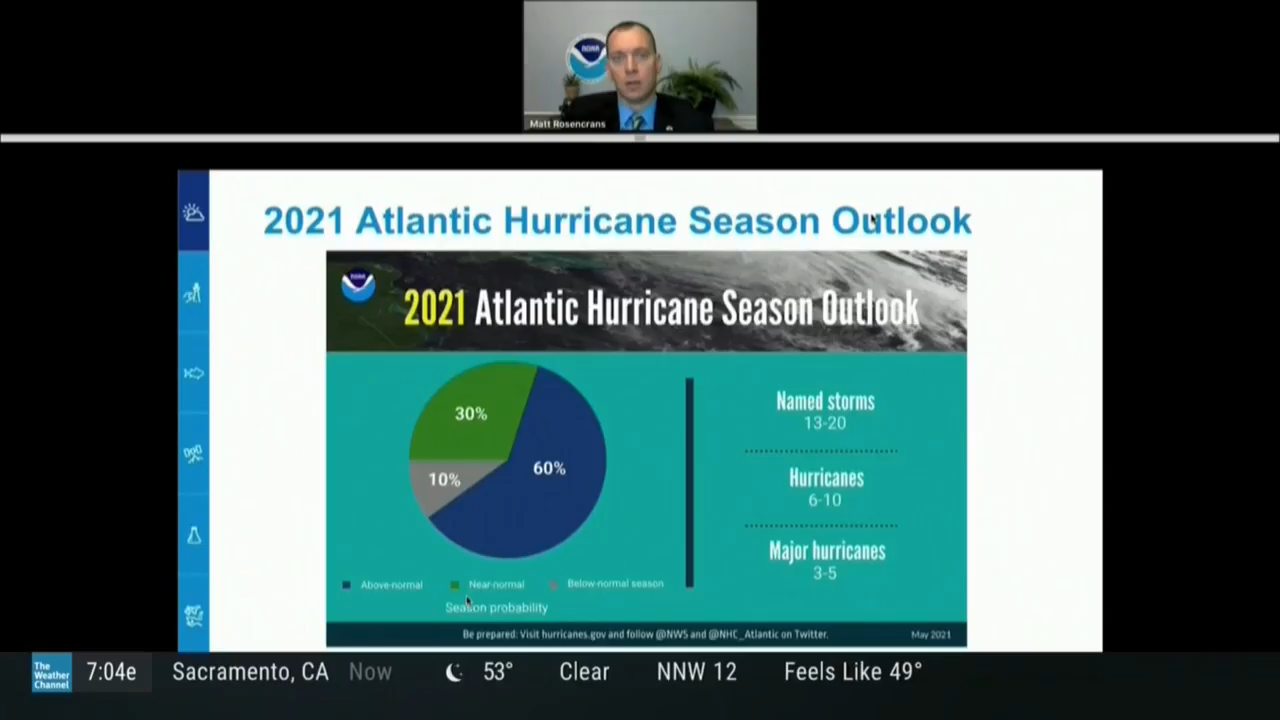 NOAA
Matt Rosencrans
2021 Atlantic Hurricane Season Outlook
NOAA
2021 Atlantic Hurricane Season Outlook
30%
10%
60%
Named storms
13-20
Hurricanes
6-10
Major hurricanes
3-5
Above-normal Near-normal Below-normal season
Season probability
Be prepared: Visit hurricanes.gov and follow @NWS and @NHC_Atlantic on Twitter. May 2021
The
Weather
Channel
7:04e Sacramento, CA Now 53° Clear NNW 12 Feels Like 49°